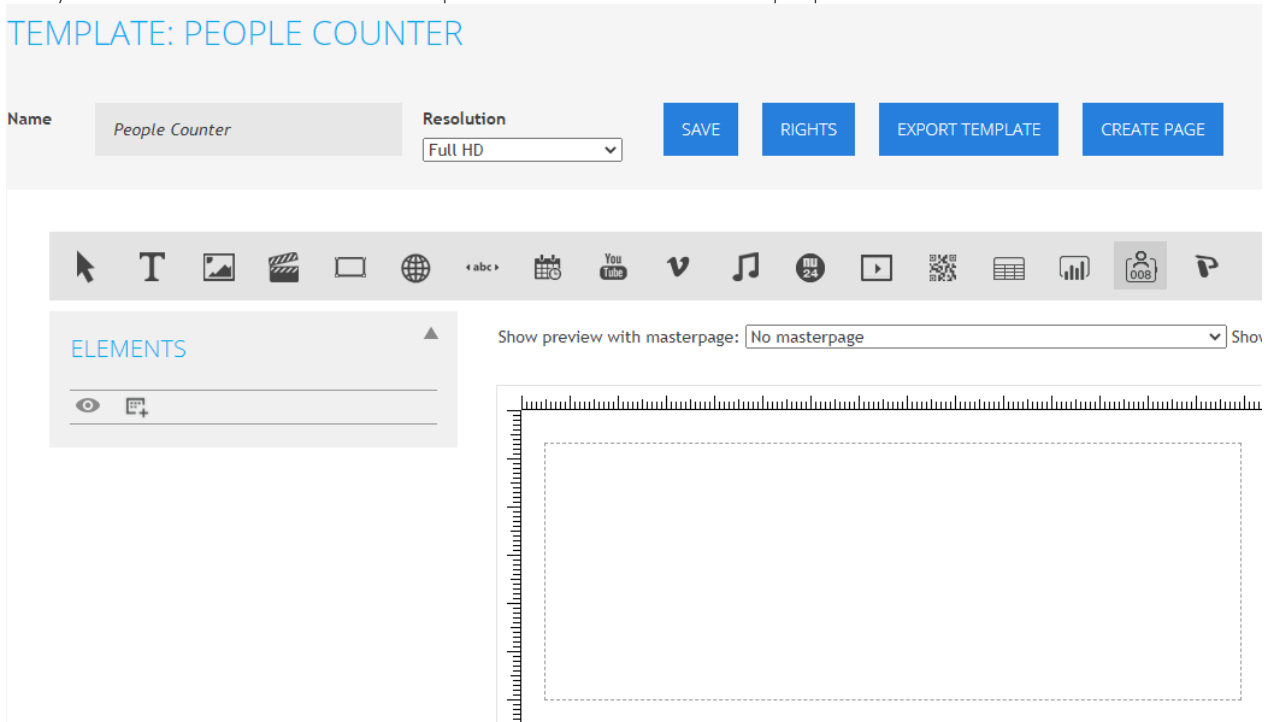 TEMPLATE: PEOPLE COUNTER
Name
People Counter
Resolution
Full HD
SAVE
RIGHTS
EXPORT TEMPLATE
CREATE PAGE
T
abc
You
Tube
nu
24
008
ELEMENTS
Show preview with masterpage: No masterpage